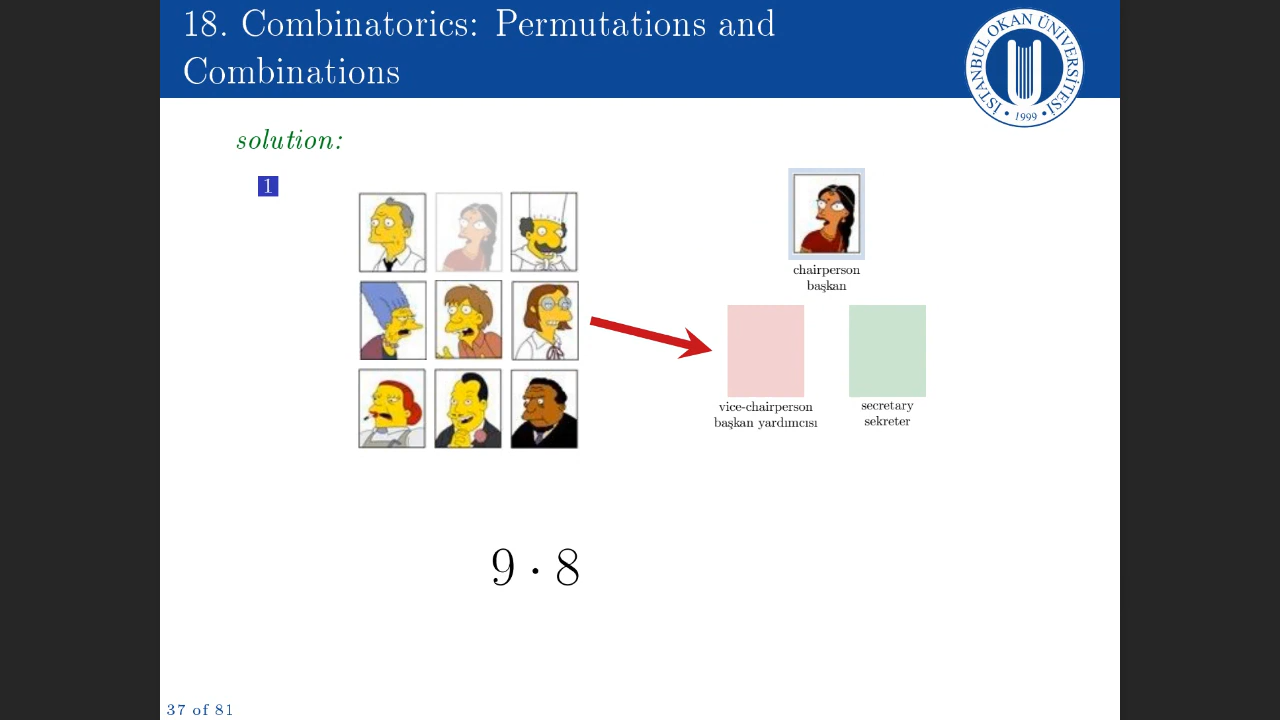 18. Combinatorics: Permutations and
Combinations
İSTANBUL OKAN ÜNİVERSİTESİ
• 1999 •
solution:
1
chairperson
başkan
vice-chairperson
başkan yardımcısı
secretary
sekreter
9 · 8
37 of 81